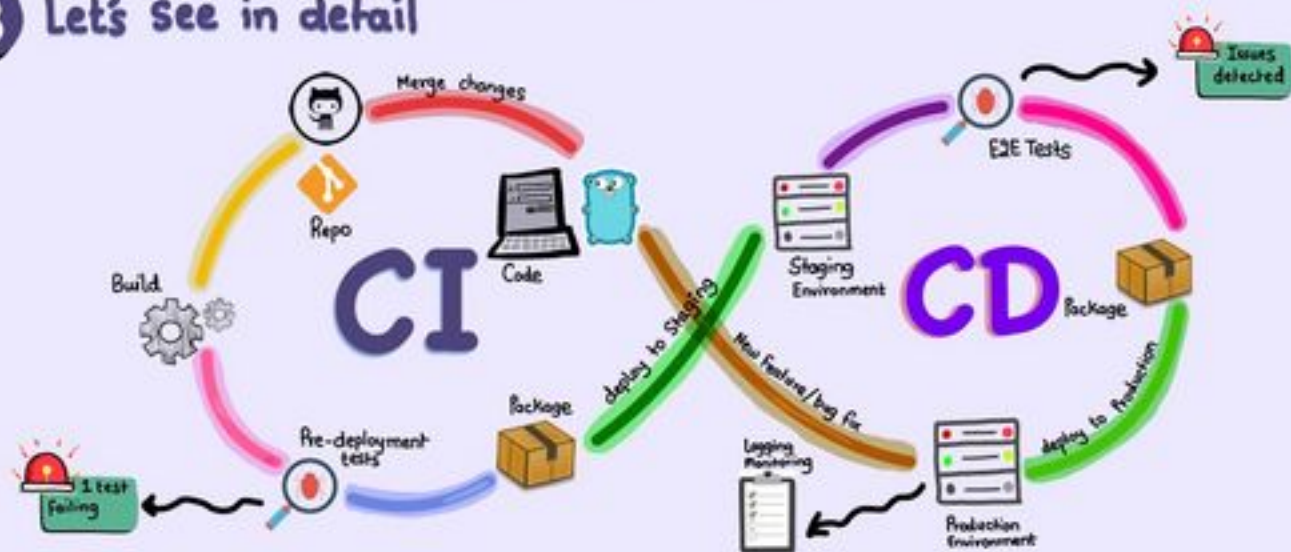 Let's see in detail
Issues
detected
Merge changes
E2E Tests
Repo
Code
CI
Staging
Environment
CD
Package
Build
deploy to Staging
New Feature/bug fix
deploy to Production
Package
Pre-deployment
tests
Logging
Monitoring
1 test
Failing
Production
Environment